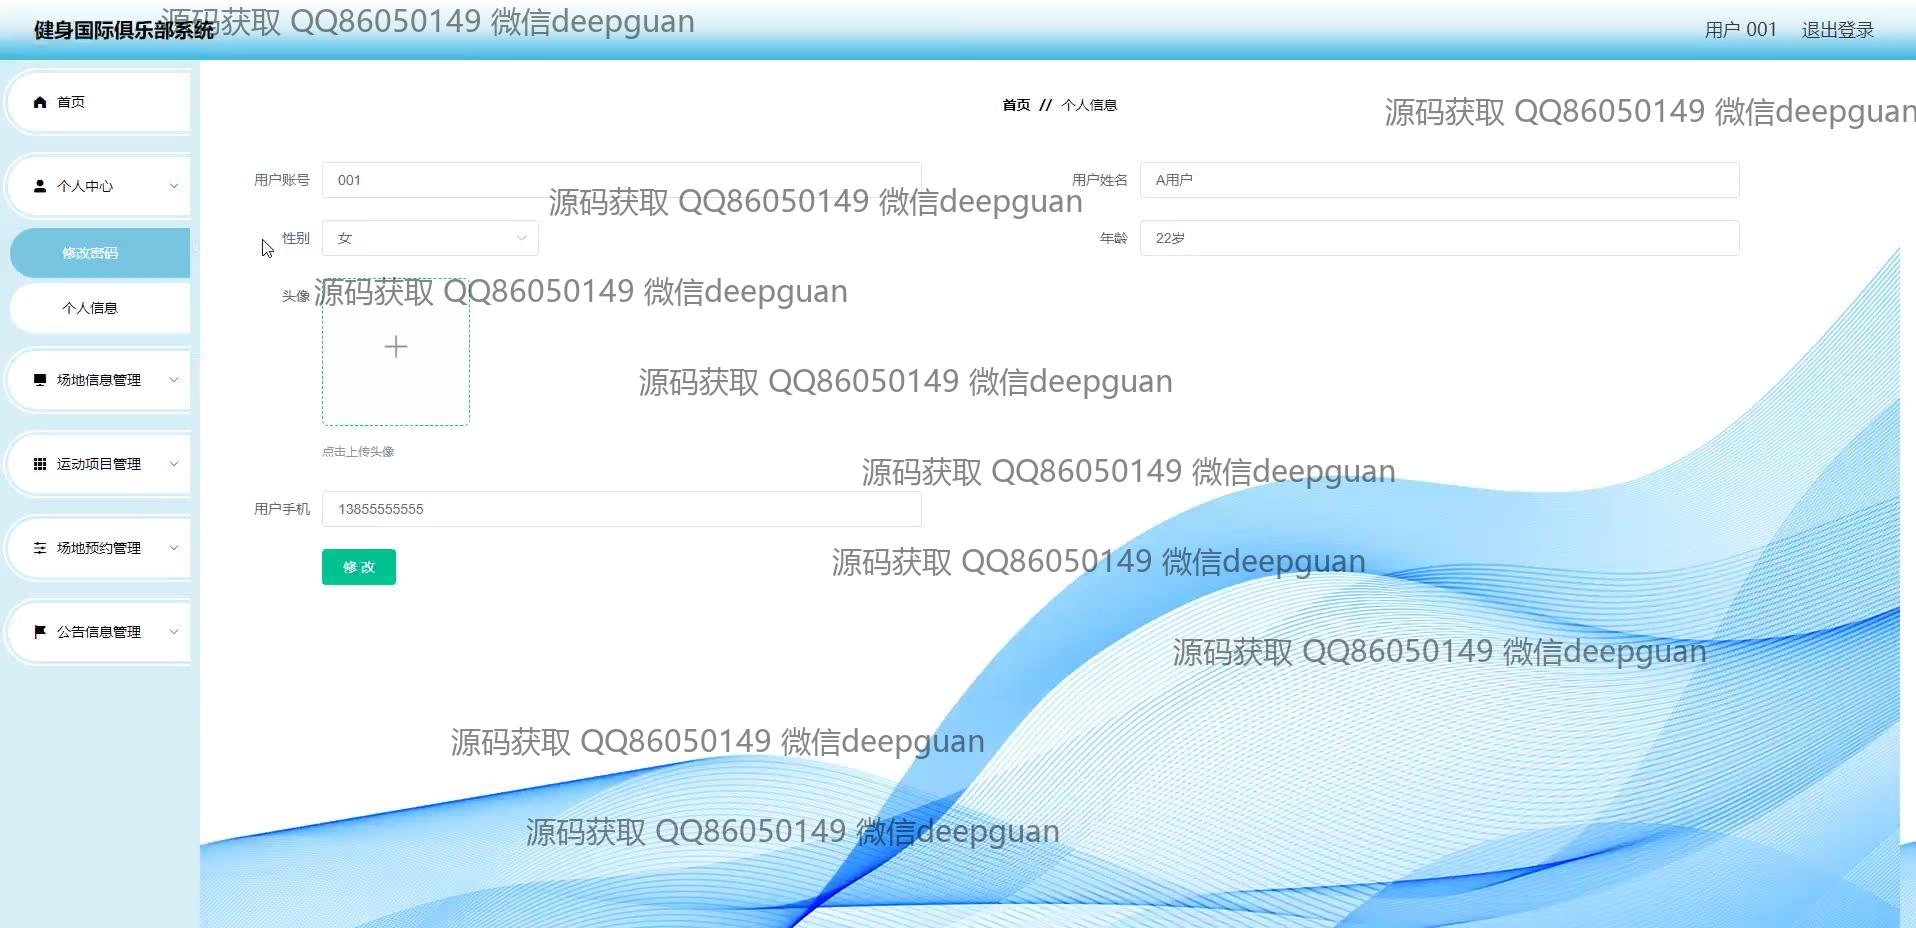 健身国际俱乐部系统
源码获取 QQ86050149 微信deepguan
用户 001 退出登录
首页
首页 // 个人信息
源码获取 QQ86050149 微信deepguan
个人中心
用户账号 001
用户姓名 A用户
源码获取 QQ86050149 微信deepguan
修改密码
性别 女
年龄 22岁
个人信息
头像
源码获取 QQ86050149 微信deepguan
场地信息管理
源码获取 QQ86050149 微信deepguan
点击上传头像
运动项目管理
源码获取 QQ86050149 微信deepguan
用户手机 13855555555
场地预约管理
修 改
源码获取 QQ86050149 微信deepguan
公告信息管理
源码获取 QQ86050149 微信deepguan
源码获取 QQ86050149 微信deepguan
源码获取 QQ86050149 微信deepguan